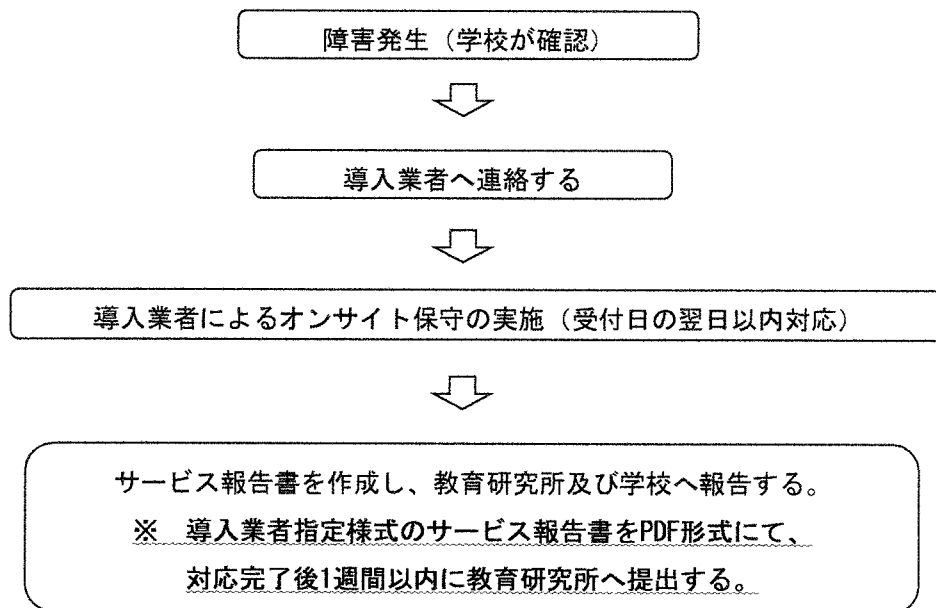 障害発生（学校が確認）
導入業者へ連絡する
導入業者によるオンサイト保守の実施（受付日の翌日以内対応）
サービス報告書を作成し、教育研究所及び学校へ報告する。
※　導入業者指定様式のサービス報告書をPDF形式にて、
対応完了後1週間以内に教育研究所へ提出する。